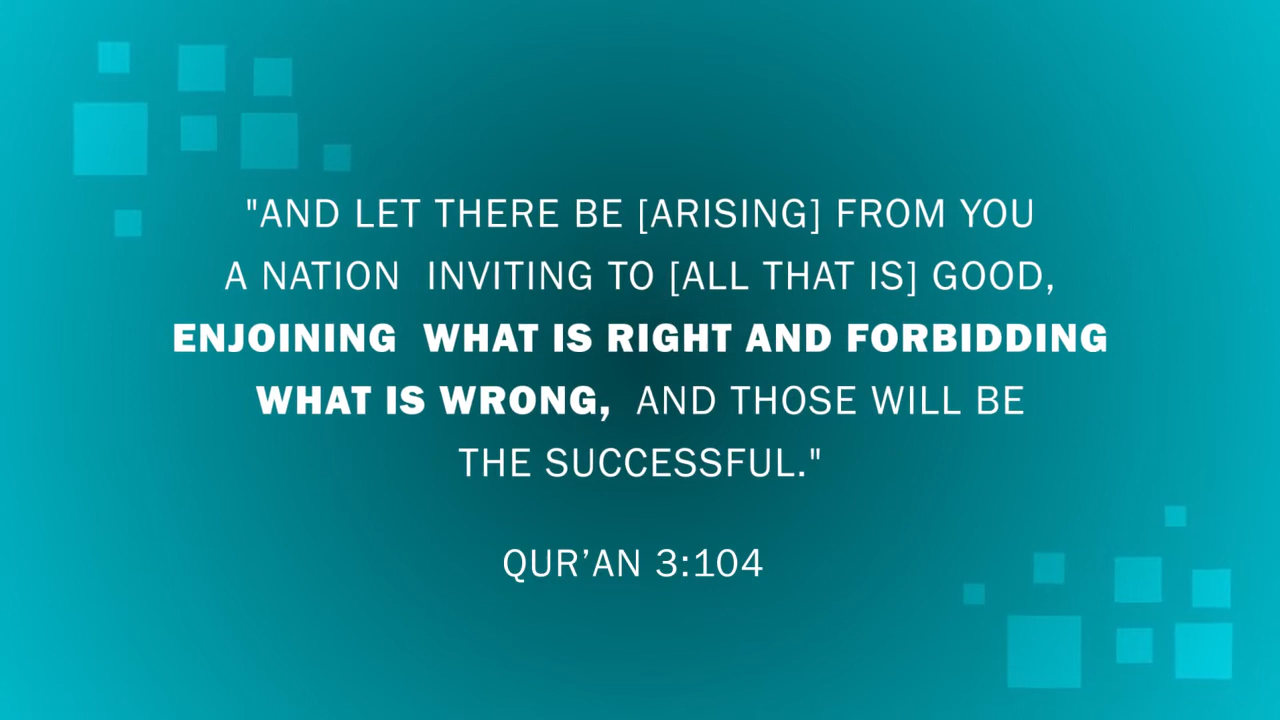 "AND LET THERE BE [ARISING] FROM YOU
A NATION INVITING TO [ALL THAT IS] GOOD,
ENJOINING WHAT IS RIGHT AND FORBIDDING
WHAT IS WRONG, AND THOSE WILL BE
THE SUCCESSFUL."
QUR’AN 3:104